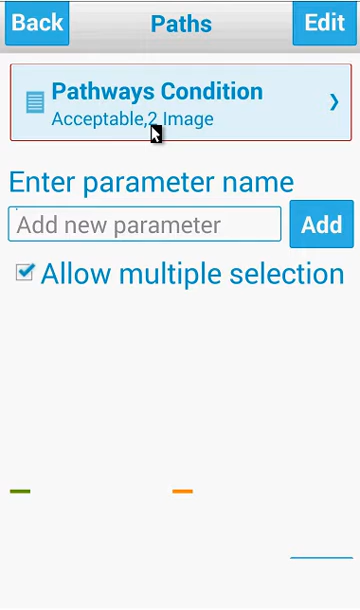 Back
Paths
Edit
Pathways Condition
Acceptable,2 Image
Enter parameter name
Add new parameter
Add
Allow multiple selection